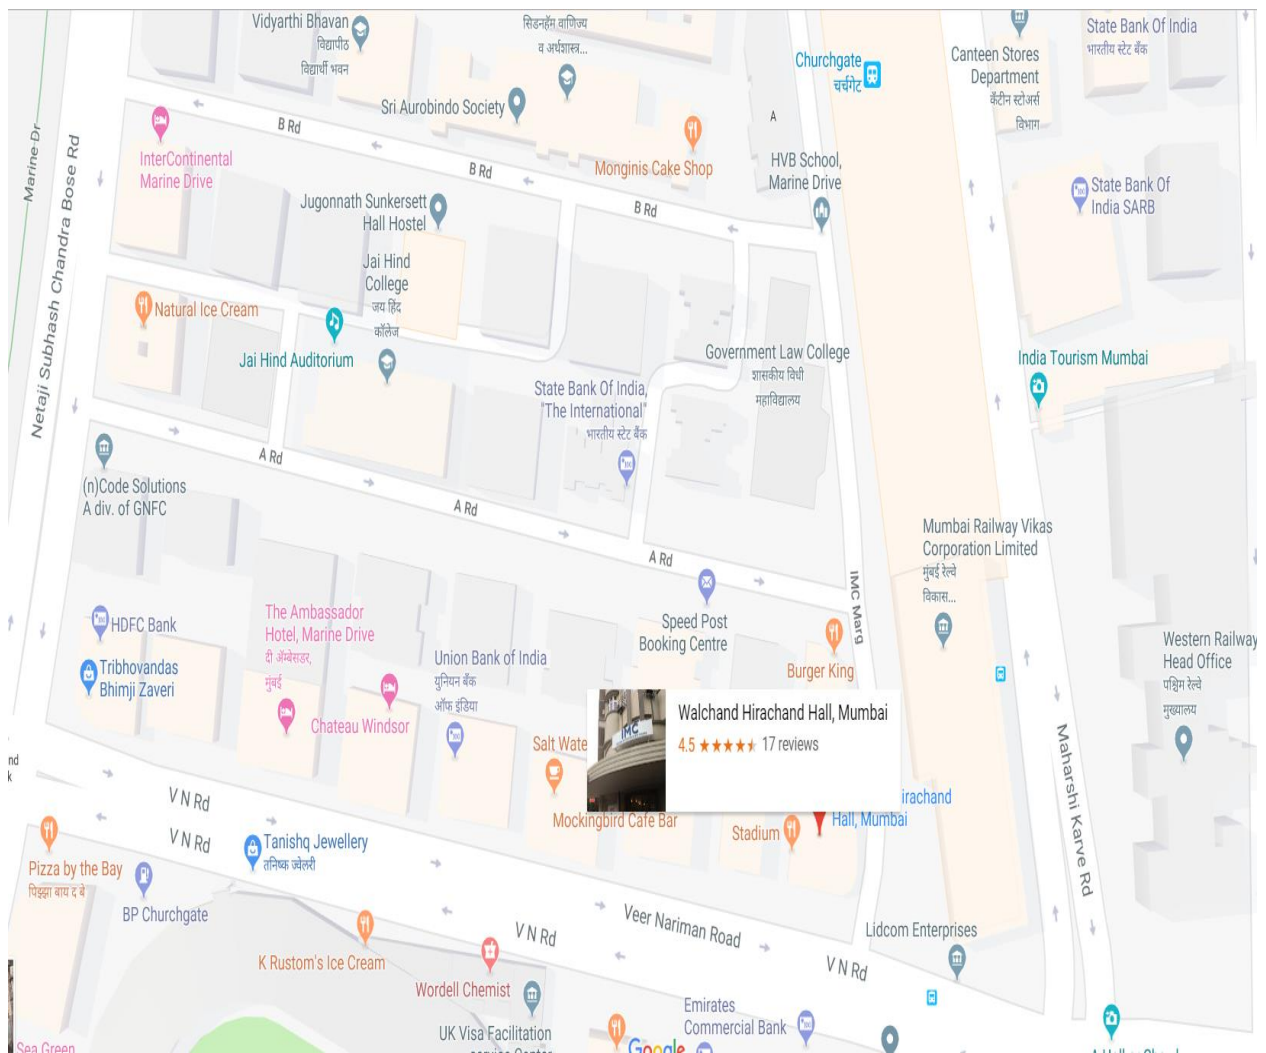 Vidyarthi Bhavan
विद्यापीठ
विद्यार्थी भवन
सिडनहॅम वाणिज्य
व अर्थशास्त्र...
Churchgate
चर्चगेट
Canteen Stores
Department
कॅंटीन स्टोअर्स
विभाग
State Bank Of India
भारतीय स्टेट बँक
Sri Aurobindo Society
A
Marine Dr
Netaji Subhash Chandra Bose Rd
B Rd
B Rd
B Rd
InterContinental
Marine Drive
Monginis Cake Shop
HVB School,
Marine Drive
State Bank Of
India SARB
Jugonnath Sunkersett
Hall Hostel
Jai Hind
College
जय हिंद
कॉलेज
Natural Ice Cream
Jai Hind Auditorium
Government Law College
शासकीय विधी
महाविद्यालय
India Tourism Mumbai
State Bank Of India,
"The International"
भारतीय स्टेट बँक
A Rd
A Rd
A Rd
(n)Code Solutions
A div. of GNFC
Mumbai Railway Vikas
Corporation Limited
मुंबई रेल्वे
विकास...
IMC Marg
Speed Post
Booking Centre
HDFC Bank
The Ambassador
Hotel, Marine Drive
दी ॲम्बेसडर,
मुंबई
Tribhovandas
Bhimji Zaveri
Union Bank of India
युनियन बँक
ऑफ इंडिया
Burger King
Western Railway
Head Office
पश्चिम रेल्वे
मुख्यालय
Chateau Windsor
IMC
Walchand Hirachand Hall, Mumbai
4.5 17 reviews
Salt Wate
Maharshi Karve Rd
nd
k
V N Rd
V N Rd
irachand
Hall, Mumbai
Mockingbird Cafe Bar
Stadium
Tanishq Jewellery
तनिष्क ज्वेलरी
Pizza by the Bay
पिझ्झा बाय द बे
BP Churchgate
Veer Nariman Road
V N Rd
V N Rd
Lidcom Enterprises
K Rustom's Ice Cream
Wordell Chemist
Emirates
Commercial Bank
UK Visa Facilitation
Google
Sea Green